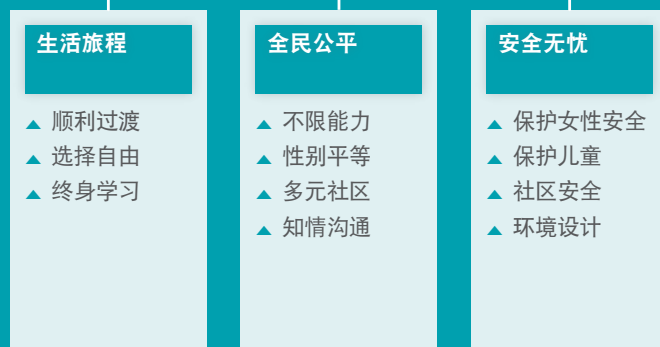 生活旅程
顺利过渡
选择自由
终身学习
全民公平
不限能力
性别平等
多元社区
知情沟通
安全无忧
保护女性安全
保护儿童
社区安全
环境设计